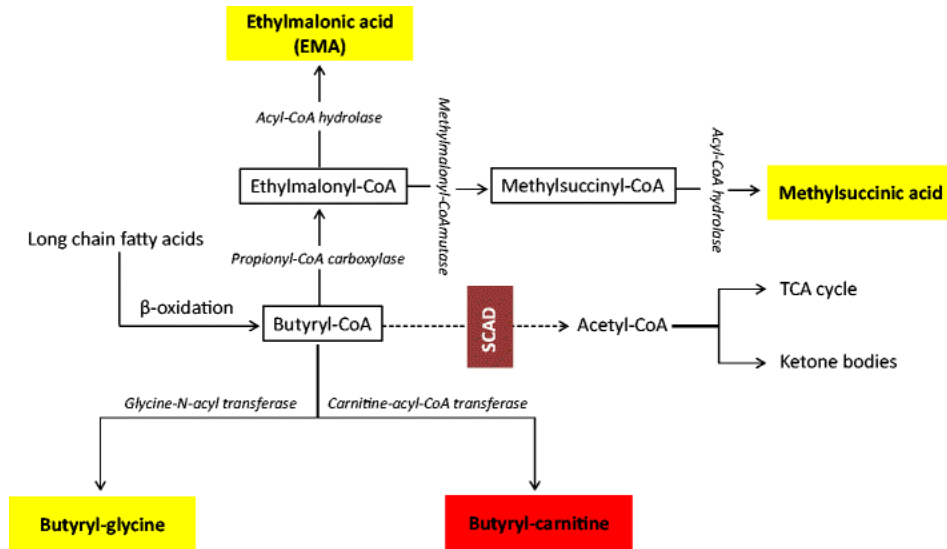 Ethylmalonic acid
(EMA)
Acyl-CoA hydrolase
Methylmalonyl-CoAmutase
Acyl-CoA hydrolase
Ethylmalonyl-CoA
Methylsuccinyl-CoA
Methylsuccinic acid
Long chain fatty acids
Propionyl-CoA carboxylase
β-oxidation
Butyryl-CoA
SCAD
Acetyl-CoA
TCA cycle
Ketone bodies
Glycine-N-acyl transferase
Carnitine-acyl-CoA transferase
Butyryl-glycine
Butyryl-carnitine